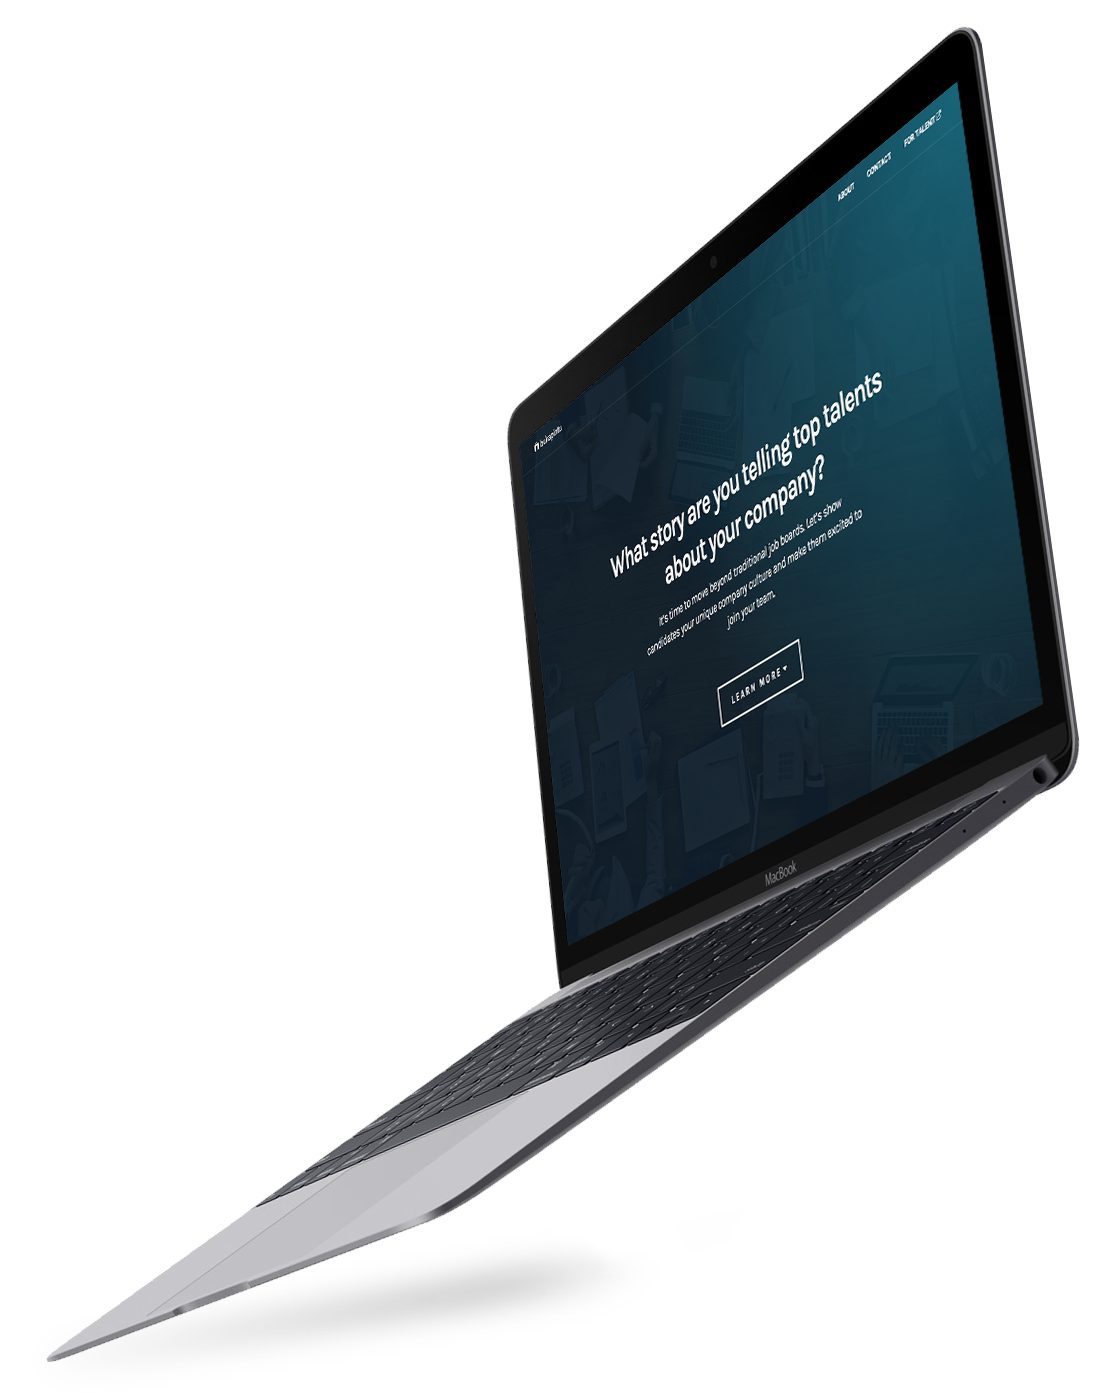 ABOUT CONTACT FOR TALENT
bukapintu
What story are you telling top talents
about your company?
It's time to move beyond traditional job boards. Let's show
candidates your unique company culture and make them excited to
join your team.
LEARN MORE
MacBook